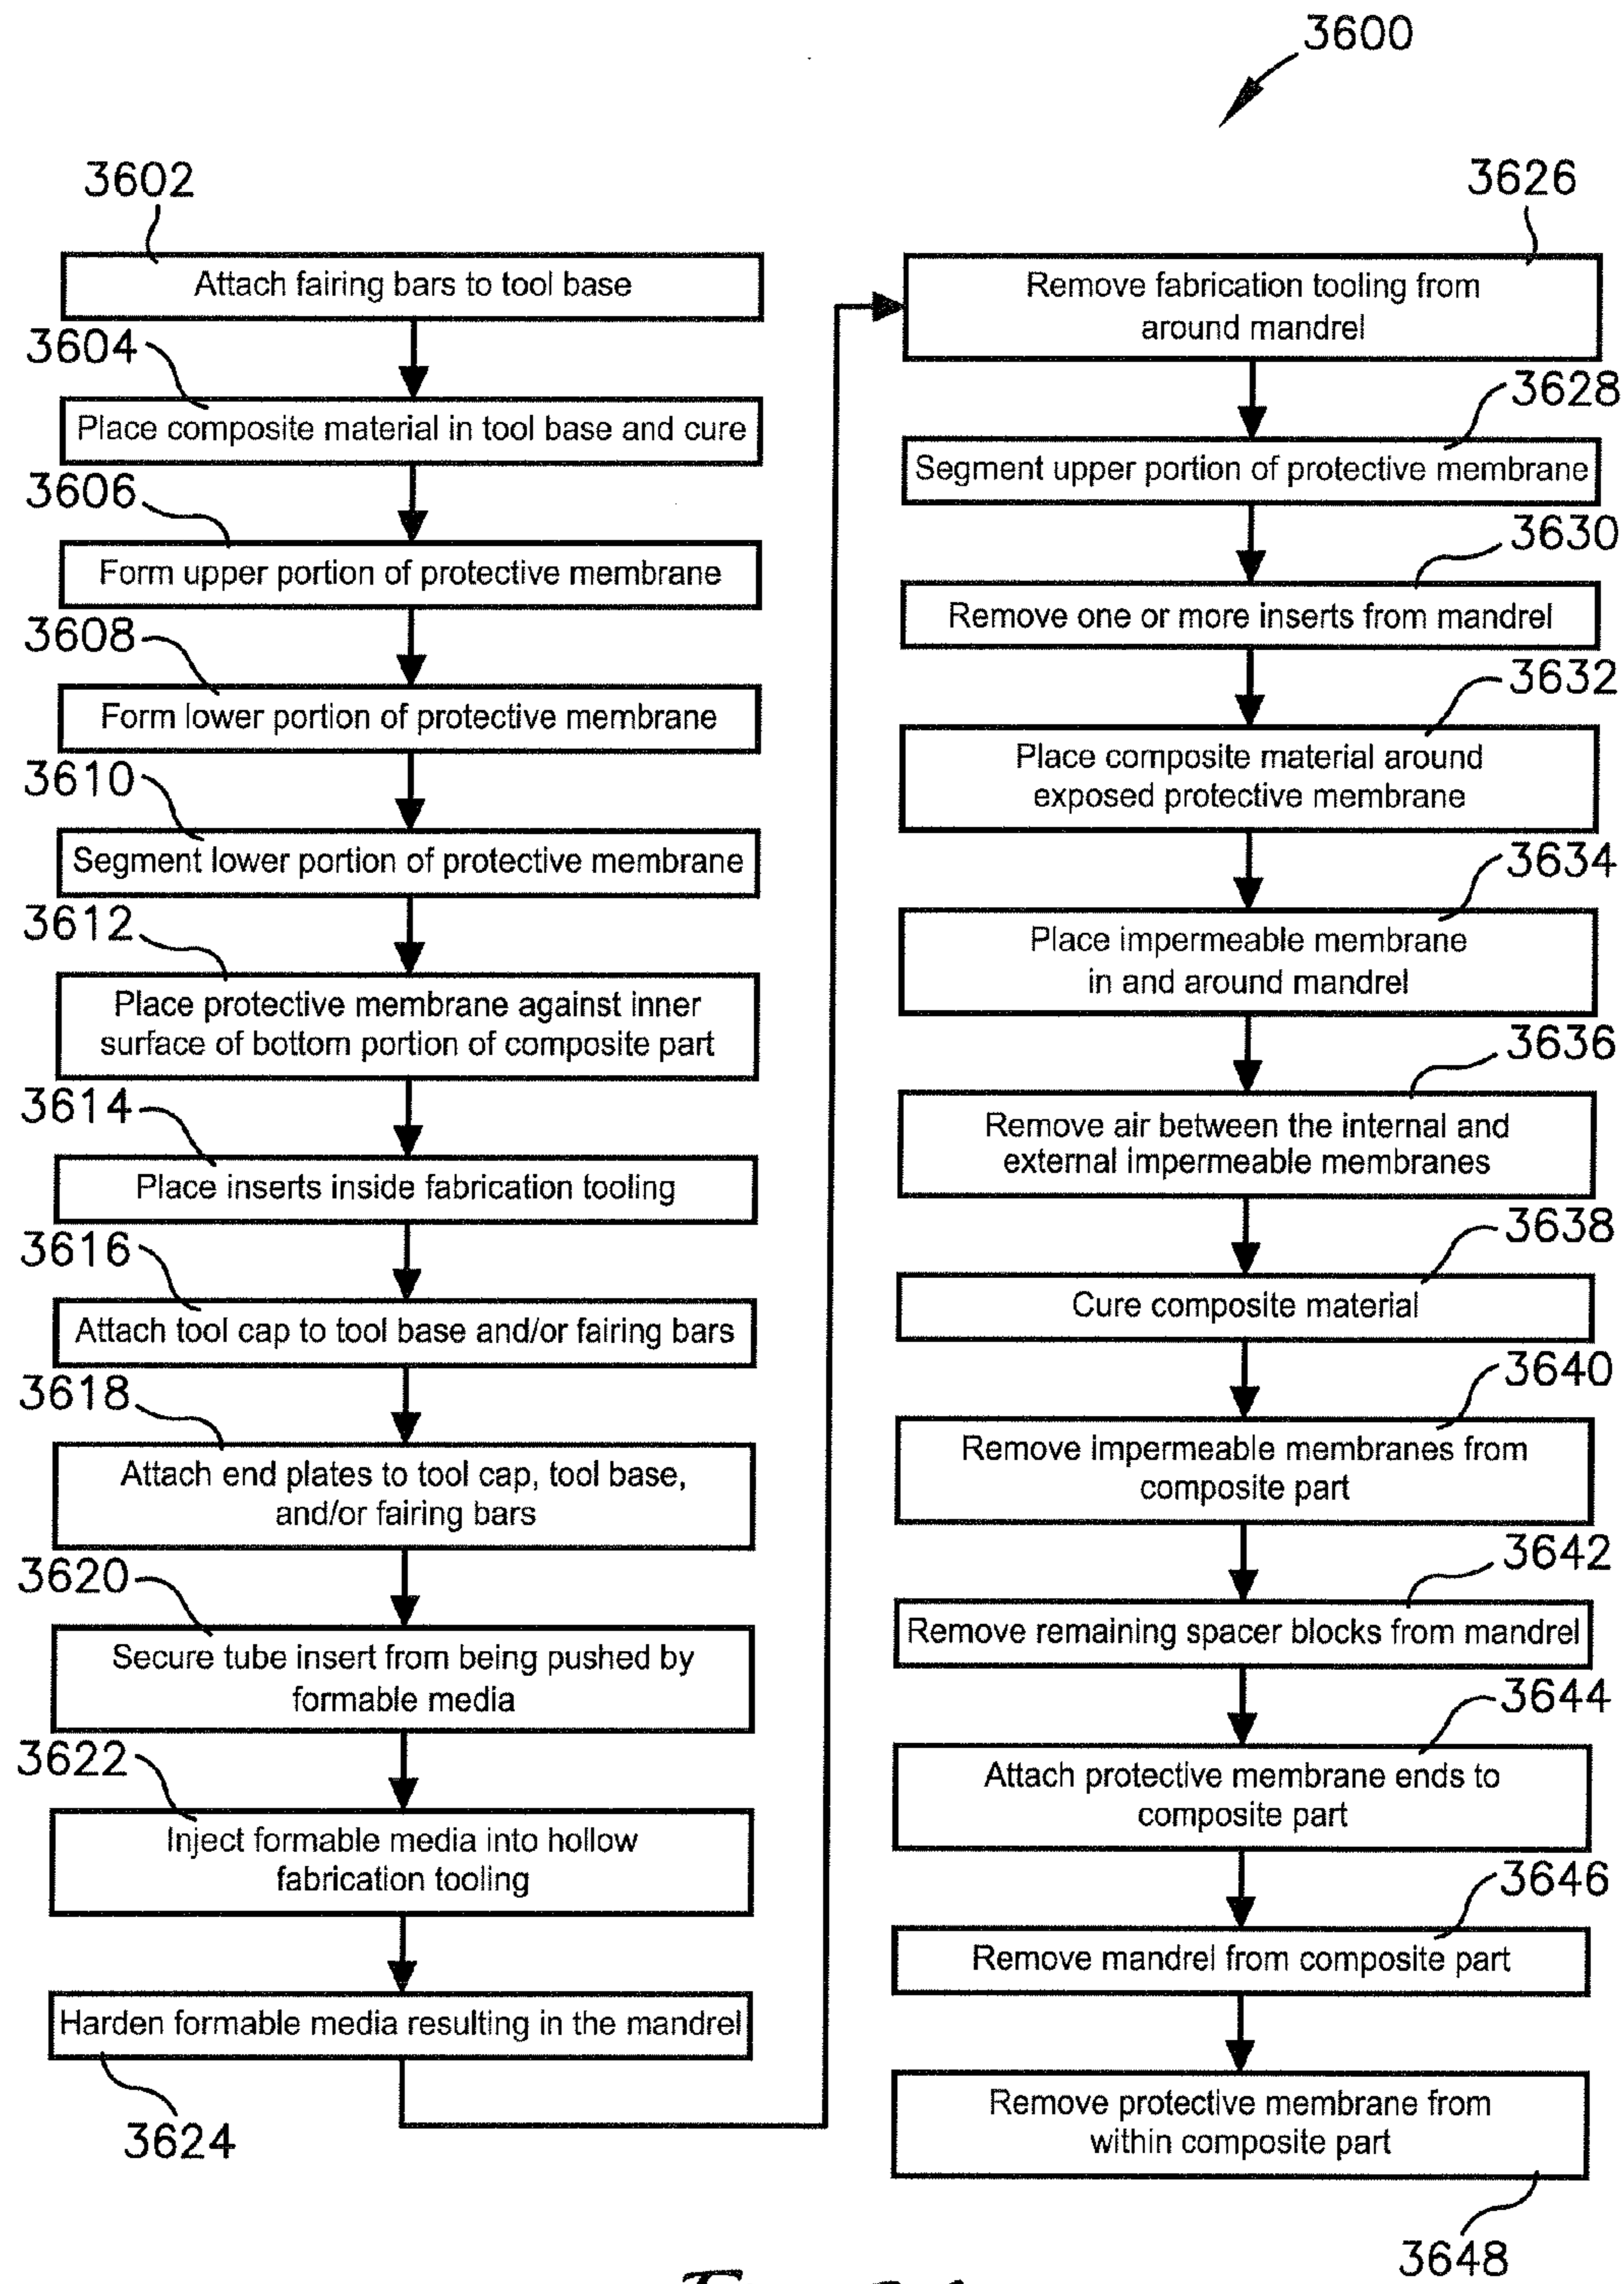 3600
3602
Attach fairing bars to tool base
3604
Place composite material in tool base and cure
3606
Form upper portion of protective membrane
3608
Form lower portion of protective membrane
3610
Segment lower portion of protective membrane
3612
Place protective membrane against inner
surface of bottom portion of composite part
3614
Place inserts inside fabrication tooling
3616
Attach tool cap to tool base and/or fairing bars
3618
Attach end plates to tool cap, tool base,
and/or fairing bars
3620
Secure tube insert from being pushed by
formable media
3622
Inject formable media into hollow
fabrication tooling
Harden formable media resulting in the mandrel
3624
3626
Remove fabrication tooling from
around mandrel
3628
Segment upper portion of protective membrane
3630
Remove one or more inserts from mandrel
3632
Place composite material around
exposed protective membrane
3634
Place impermeable membrane
in and around mandrel
3636
Remove air between the internal and
external impermeable membranes
3638
Cure composite material
3640
Remove impermeable membranes from
composite part
3642
Remove remaining spacer blocks from mandrel
3644
Attach protective membrane ends to
composite part
3646
Remove mandrel from composite part
Remove protective membrane from
within composite part
3648